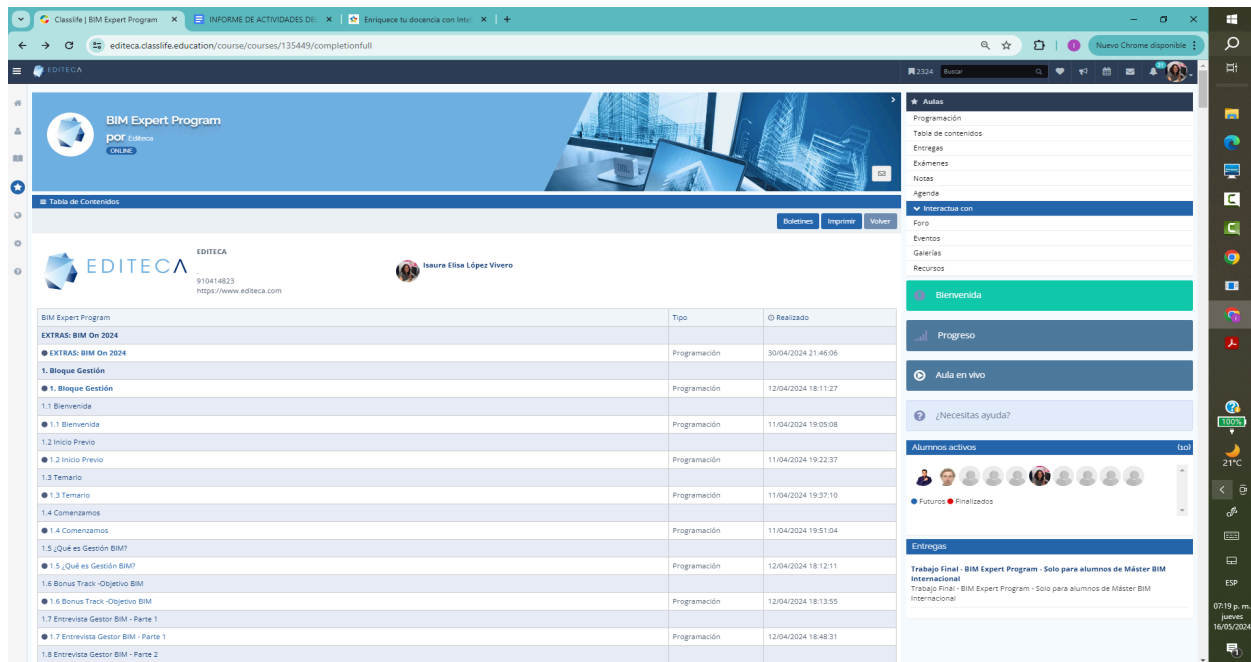 Classlife | BIM Expert Program
INFORME DE ACTIVIDADES DE
Enriquece tu docencia con Inte
editeca.classlife.education/course/courses/135449/completionfull
Nuevo Chrome disponible
EDITECA
2324
Buscar
21
BIM Expert Program
por Editeca
ONLINE
Tabla de Contenidos
Boletines Imprimir Volver
EDITECA
EDITECA
.
910414823
https://www.editeca.com
Isaura Elisa López Vivero
BIM Expert Program Tipo Realizado
EXTRAS: BIM On 2024
EXTRAS: BIM On 2024 Programación 30/04/2024 21:46:06
1. Bloque Gestión
1. Bloque Gestión Programación 12/04/2024 18:11:27
1.1 Bienvenida
1.1 Bienvenida Programación 11/04/2024 19:05:08
1.2 Inicio Previo
1.2 Inicio Previo Programación 11/04/2024 19:22:37
1.3 Temario
1.3 Temario Programación 11/04/2024 19:37:10
1.4 Comenzamos
1.4 Comenzamos Programación 11/04/2024 19:51:04
1.5 ¿Qué es Gestión BIM?
1.5 ¿Qué es Gestión BIM? Programación 12/04/2024 18:12:11
1.6 Bonus Track -Objetivo BIM
1.6 Bonus Track -Objetivo BIM Programación 12/04/2024 18:13:55
1.7 Entrevista Gestor BIM - Parte 1
1.7 Entrevista Gestor BIM - Parte 1 Programación 12/04/2024 18:48:31
1.8 Entrevista Gestor BIM - Parte 2
Aulas
Programación
Tabla de contenidos
Entregas
Exámenes
Notas
Agenda
Interactua con
Foro
Eventos
Galerías
Recursos
Bienvenida
Progreso
Aula en vivo
¿Necesitas ayuda?
Alumnos activos (10)
Futuros Finalizados
Entregas
Trabajo Final - BIM Expert Program - Solo para alumnos de Máster BIM
Internacional
Trabajo Final - BIM Expert Program - Solo para alumnos de Máster BIM
Internacional
100%
21°C
ESP
07:19 p. m.
jueves
16/05/2024